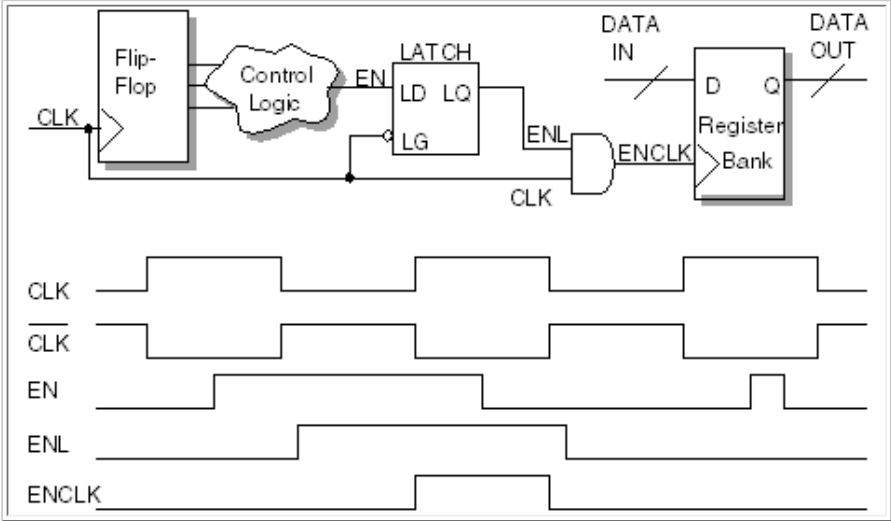 Flip-
Flop
CLK
Control
Logic
EN
LATCH
LD LQ
LG
ENL
CLK
ENCLK
DATA
IN
DATA
OUT
D Q
Register
Bank
CLK
CLK
EN
ENL
ENCLK